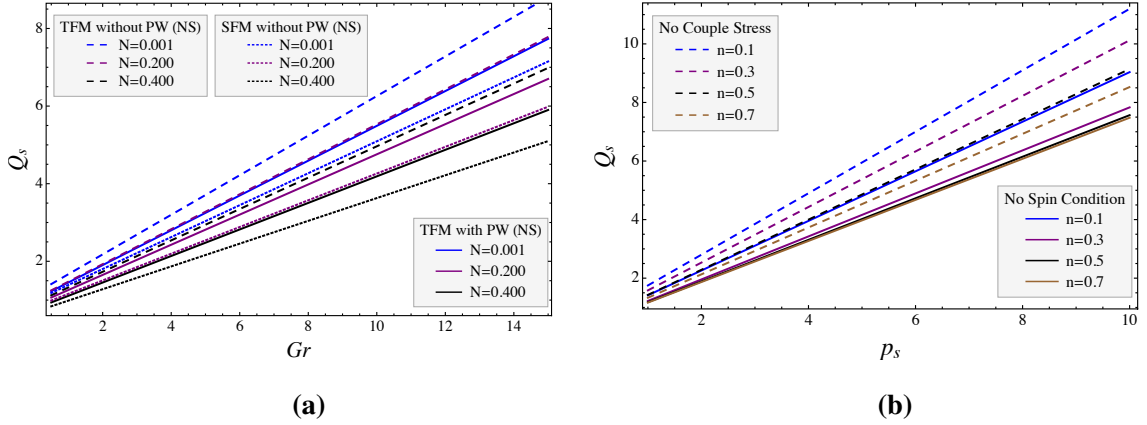 TFM without PW (NS)
N=0.001
N=0.200
N=0.400
SFM without PW (NS)
N=0.001
N=0.200
N=0.400
TFM with PW (NS)
N=0.001
N=0.200
N=0.400
Q_s
8
6
4
2
2 4 6 8 10 12 14
Gr
(a)
No Couple Stress
n=0.1
n=0.3
n=0.5
n=0.7
No Spin Condition
n=0.1
n=0.3
n=0.5
n=0.7
Q_s
10
8
6
4
2
2 4 6 8 10
p_s
(b)